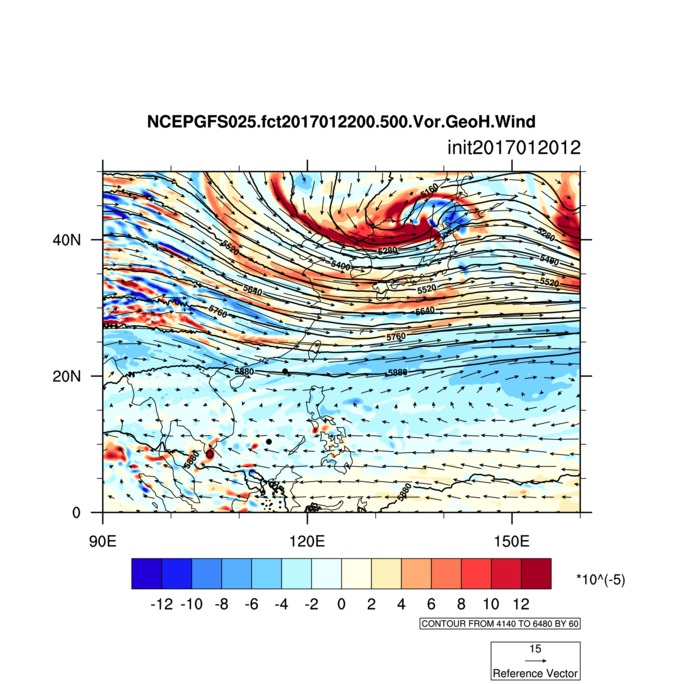 NCEPGFS025.fct2017012200.500.Vor.GeoH.Wind
init2017012012
5160
5280
5280
5400
5400
5520
5520
5520
5640
5640
5760
5760
5880
5880
5880
5880
40N
20N
0
90E
120E
150E
-12 -10 -8 -6 -4 -2 0 2 4 6 8 10 12
*10^(-5)
CONTOUR FROM 4140 TO 6480 BY 60
15
Reference Vector